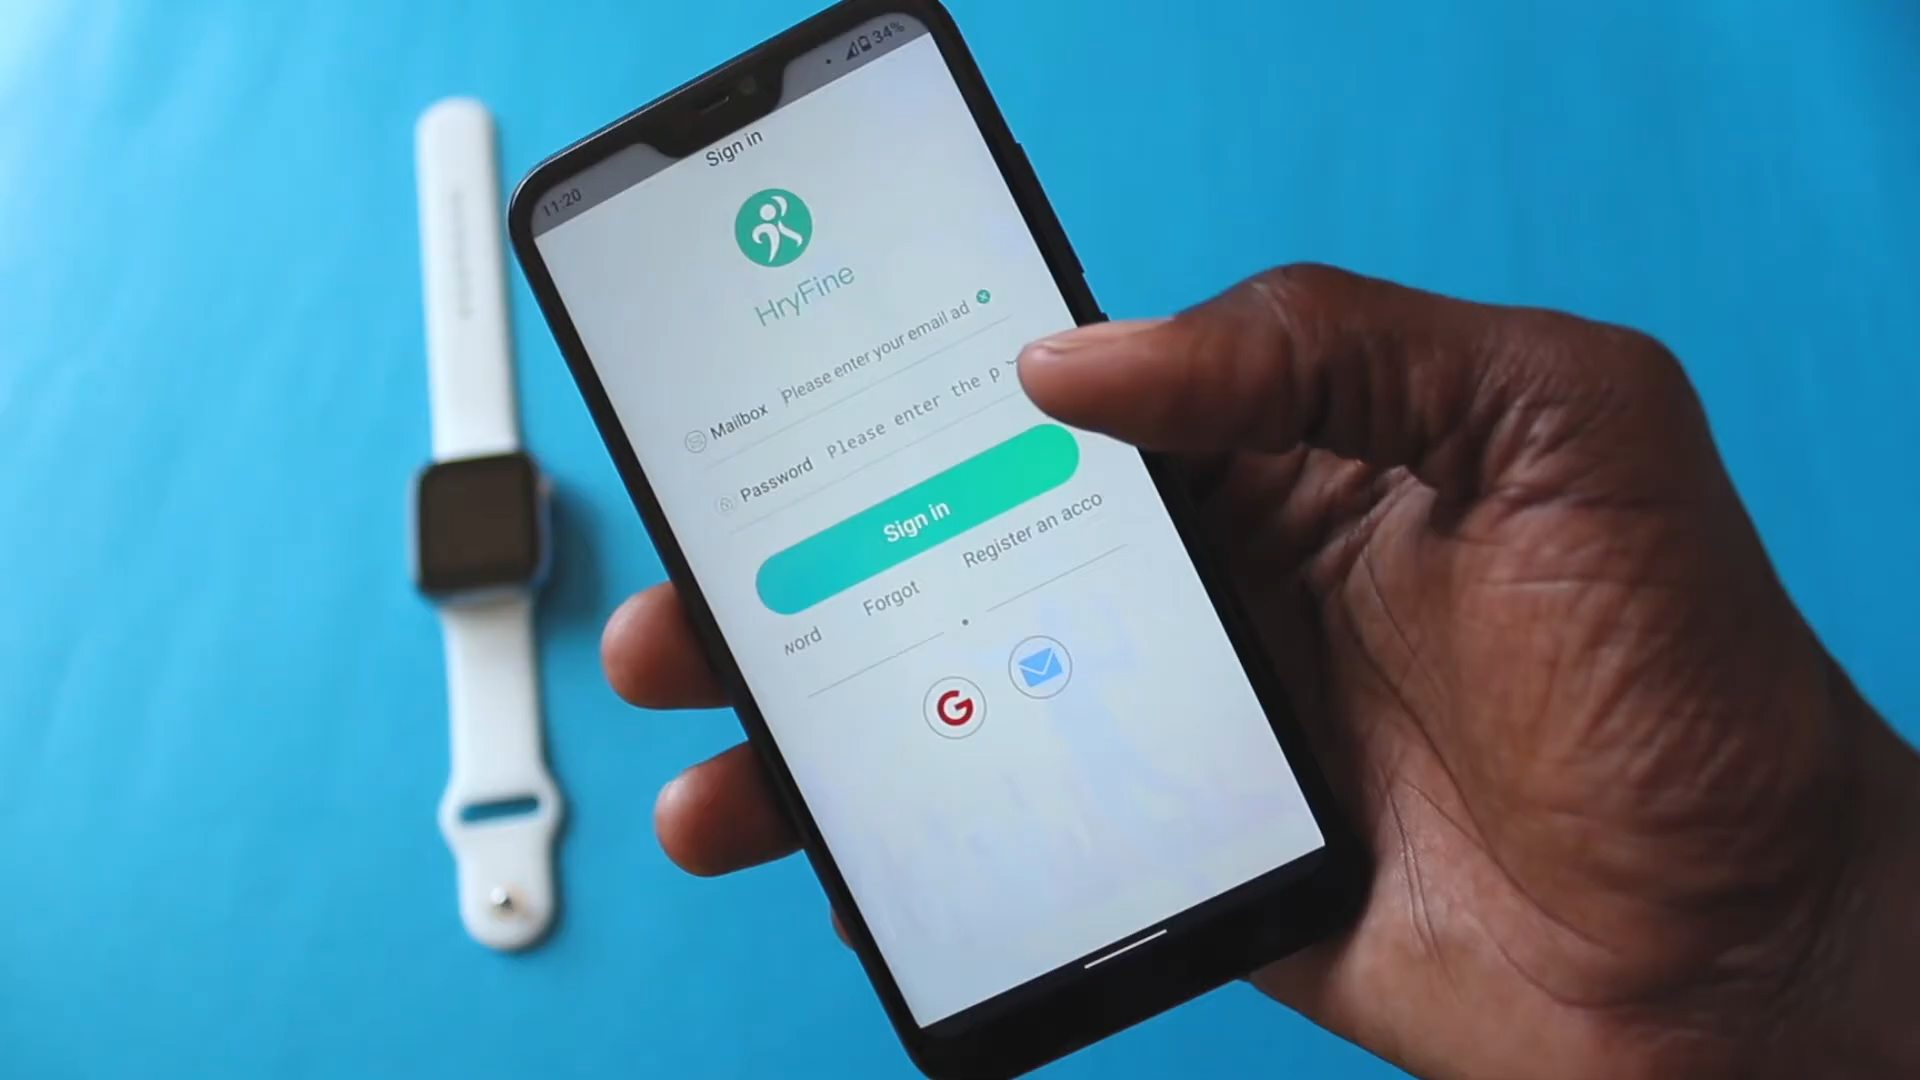 11:20
34%
Sign in
HryFine
Mailbox Please enter your email ad
Password Please enter the p
Sign in
Forgot
word
Register an acco
G